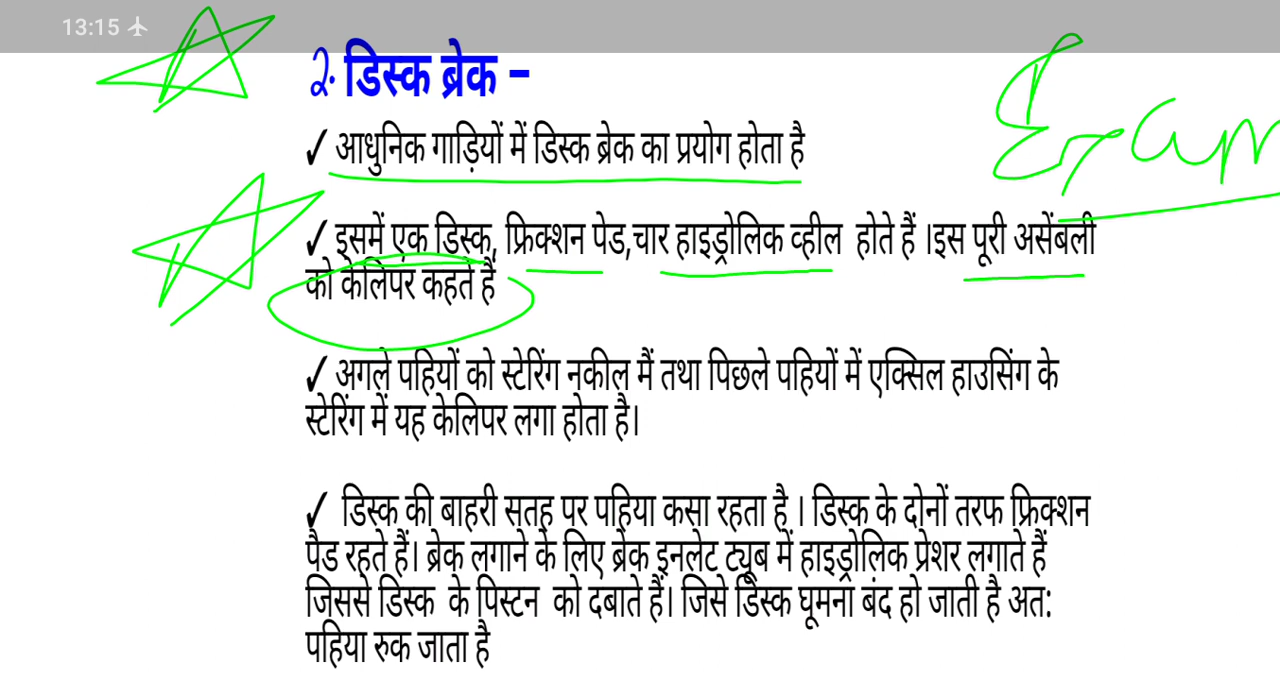 13:15
2. डिस्क ब्रेक -
Exam
✓ आधुनिक गाड़ियों में डिस्क ब्रेक का प्रयोग होता है
✓ इसमें एक डिस्क, फ्रिक्शन पेड,चार हाइड्रोलिक व्हील होते हैं ।इस पूरी असेंबली
को केलिपर कहते हैं
✓ अगले पहियों को स्टेरिंग नकील मैं तथा पिछले पहियों में एक्सिल हाउसिंग के
स्टेरिंग में यह केलिपर लगा होता है।
✓ डिस्क की बाहरी सतह पर पहिया कसा रहता है । डिस्क के दोनों तरफ फ्रिक्शन
पैड रहते हैं। ब्रेक लगाने के लिए ब्रेक इनलेट ट्यूब में हाइड्रोलिक प्रेशर लगाते हैं
जिससे डिस्क के पिस्टन को दबाते हैं। जिसे डिस्क घूमना बंद हो जाती है अत:
पहिया रुक जाता है